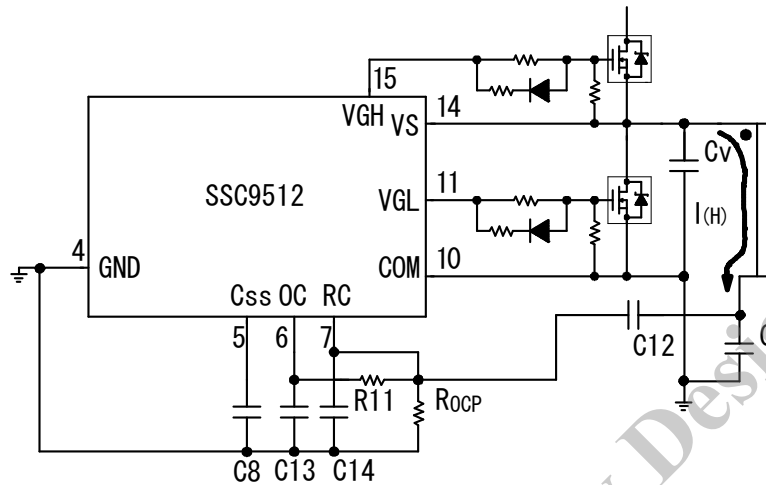 15
VGH
VS
14
Cv
SSC9512
VGL
11
I(H)
4
GND
COM
10
Css
OC
RC
5
6
7
C12
C
R11
ROCP
C8
C13
C14